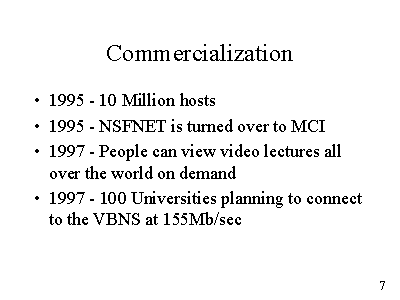 Commercialization
• 1995 - 10 Million hosts
• 1995 - NSFNET is turned over to MCI
• 1997 - People can view video lectures all
over the world on demand
• 1997 - 100 Universities planning to connect
to the VBNS at 155Mb/sec
7